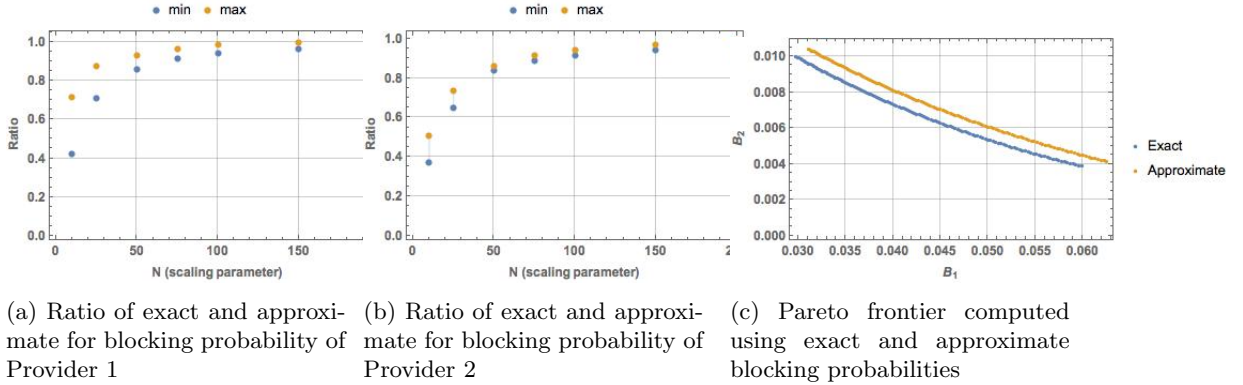 min max
1.0
0.8
0.6
0.4
0.2
0.0
Ratio
0 50 100 150
N (scaling parameter)
min max
1.0
0.8
0.6
0.4
0.2
0.0
Ratio
0 50 100 150 2
N (scaling parameter)
0.010
0.008
0.006
0.004
0.002
0.000
B2
0.030 0.035 0.040 0.045 0.050 0.055 0.060
B1
Exact
Approximate
(a) Ratio of exact and approxi-
mate for blocking probability of
Provider 1
(b) Ratio of exact and approxi-
mate for blocking probability of
Provider 2
(c) Pareto frontier computed
using exact and approximate
blocking probabilities